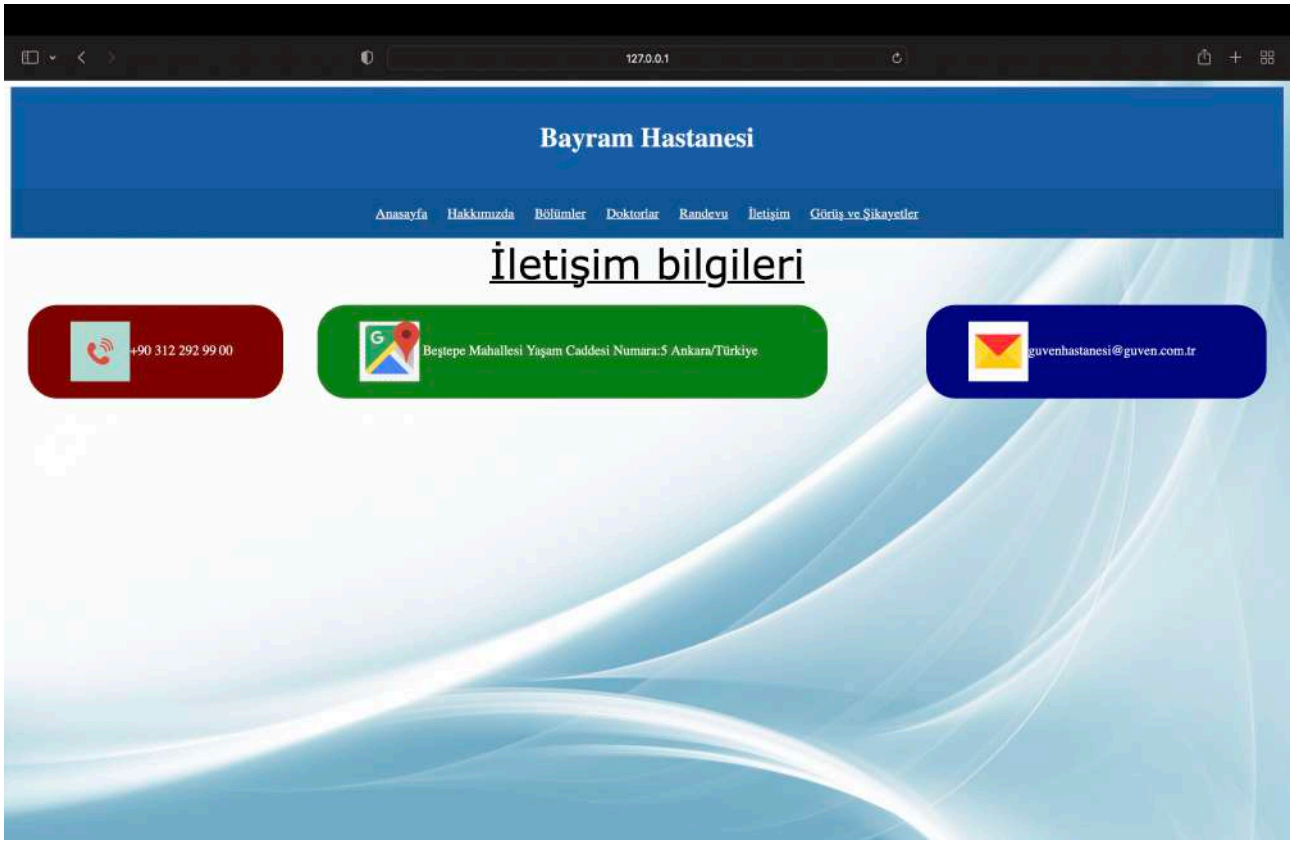 127.0.0.1
Bayram Hastanesi
Anasayfa Hakkımızda Bölümler Doktorlar Randevu İletişim Görüş ve Şikayetler
İletişim bilgileri
+90 312 292 99 00
G
Beştepe Mahallesi Yaşam Caddesi Numara:5 Ankara/Türkiye
guvenhastanesi@guven.com.tr